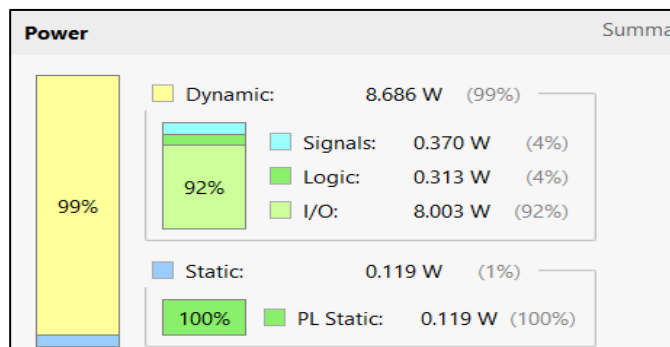 Power Summa
Dynamic: 8.686 W (99%)
Signals: 0.370 W (4%)
Logic: 0.313 W (4%)
92% I/O: 8.003 W (92%)
99%
Static: 0.119 W (1%)
100% PL Static: 0.119 W (100%)